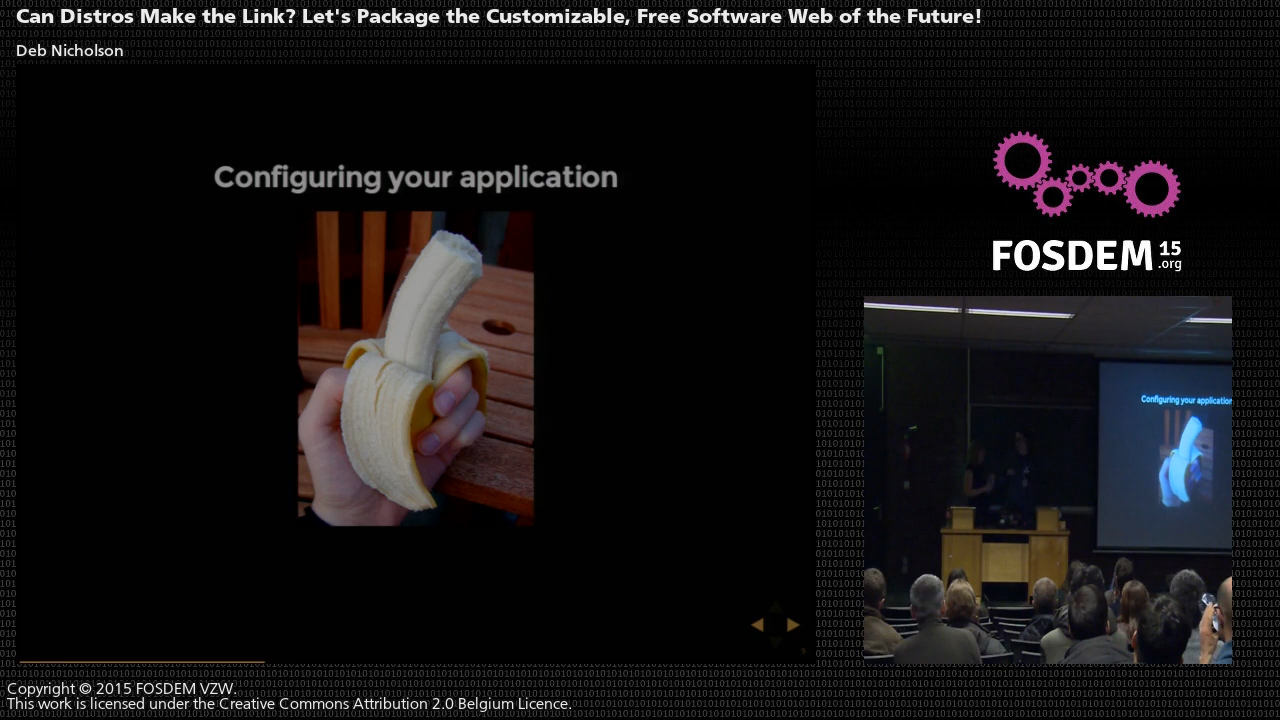 Can Distros Make the Link? Let's Package the Customizable, Free Software Web of the Future!
Deb Nicholson
Configuring your application
FOSDEM 15
.org
Configuring your application
Copyright © 2015 FOSDEM VZW.
This work is licensed under the Creative Commons Attribution 2.0 Belgium Licence.